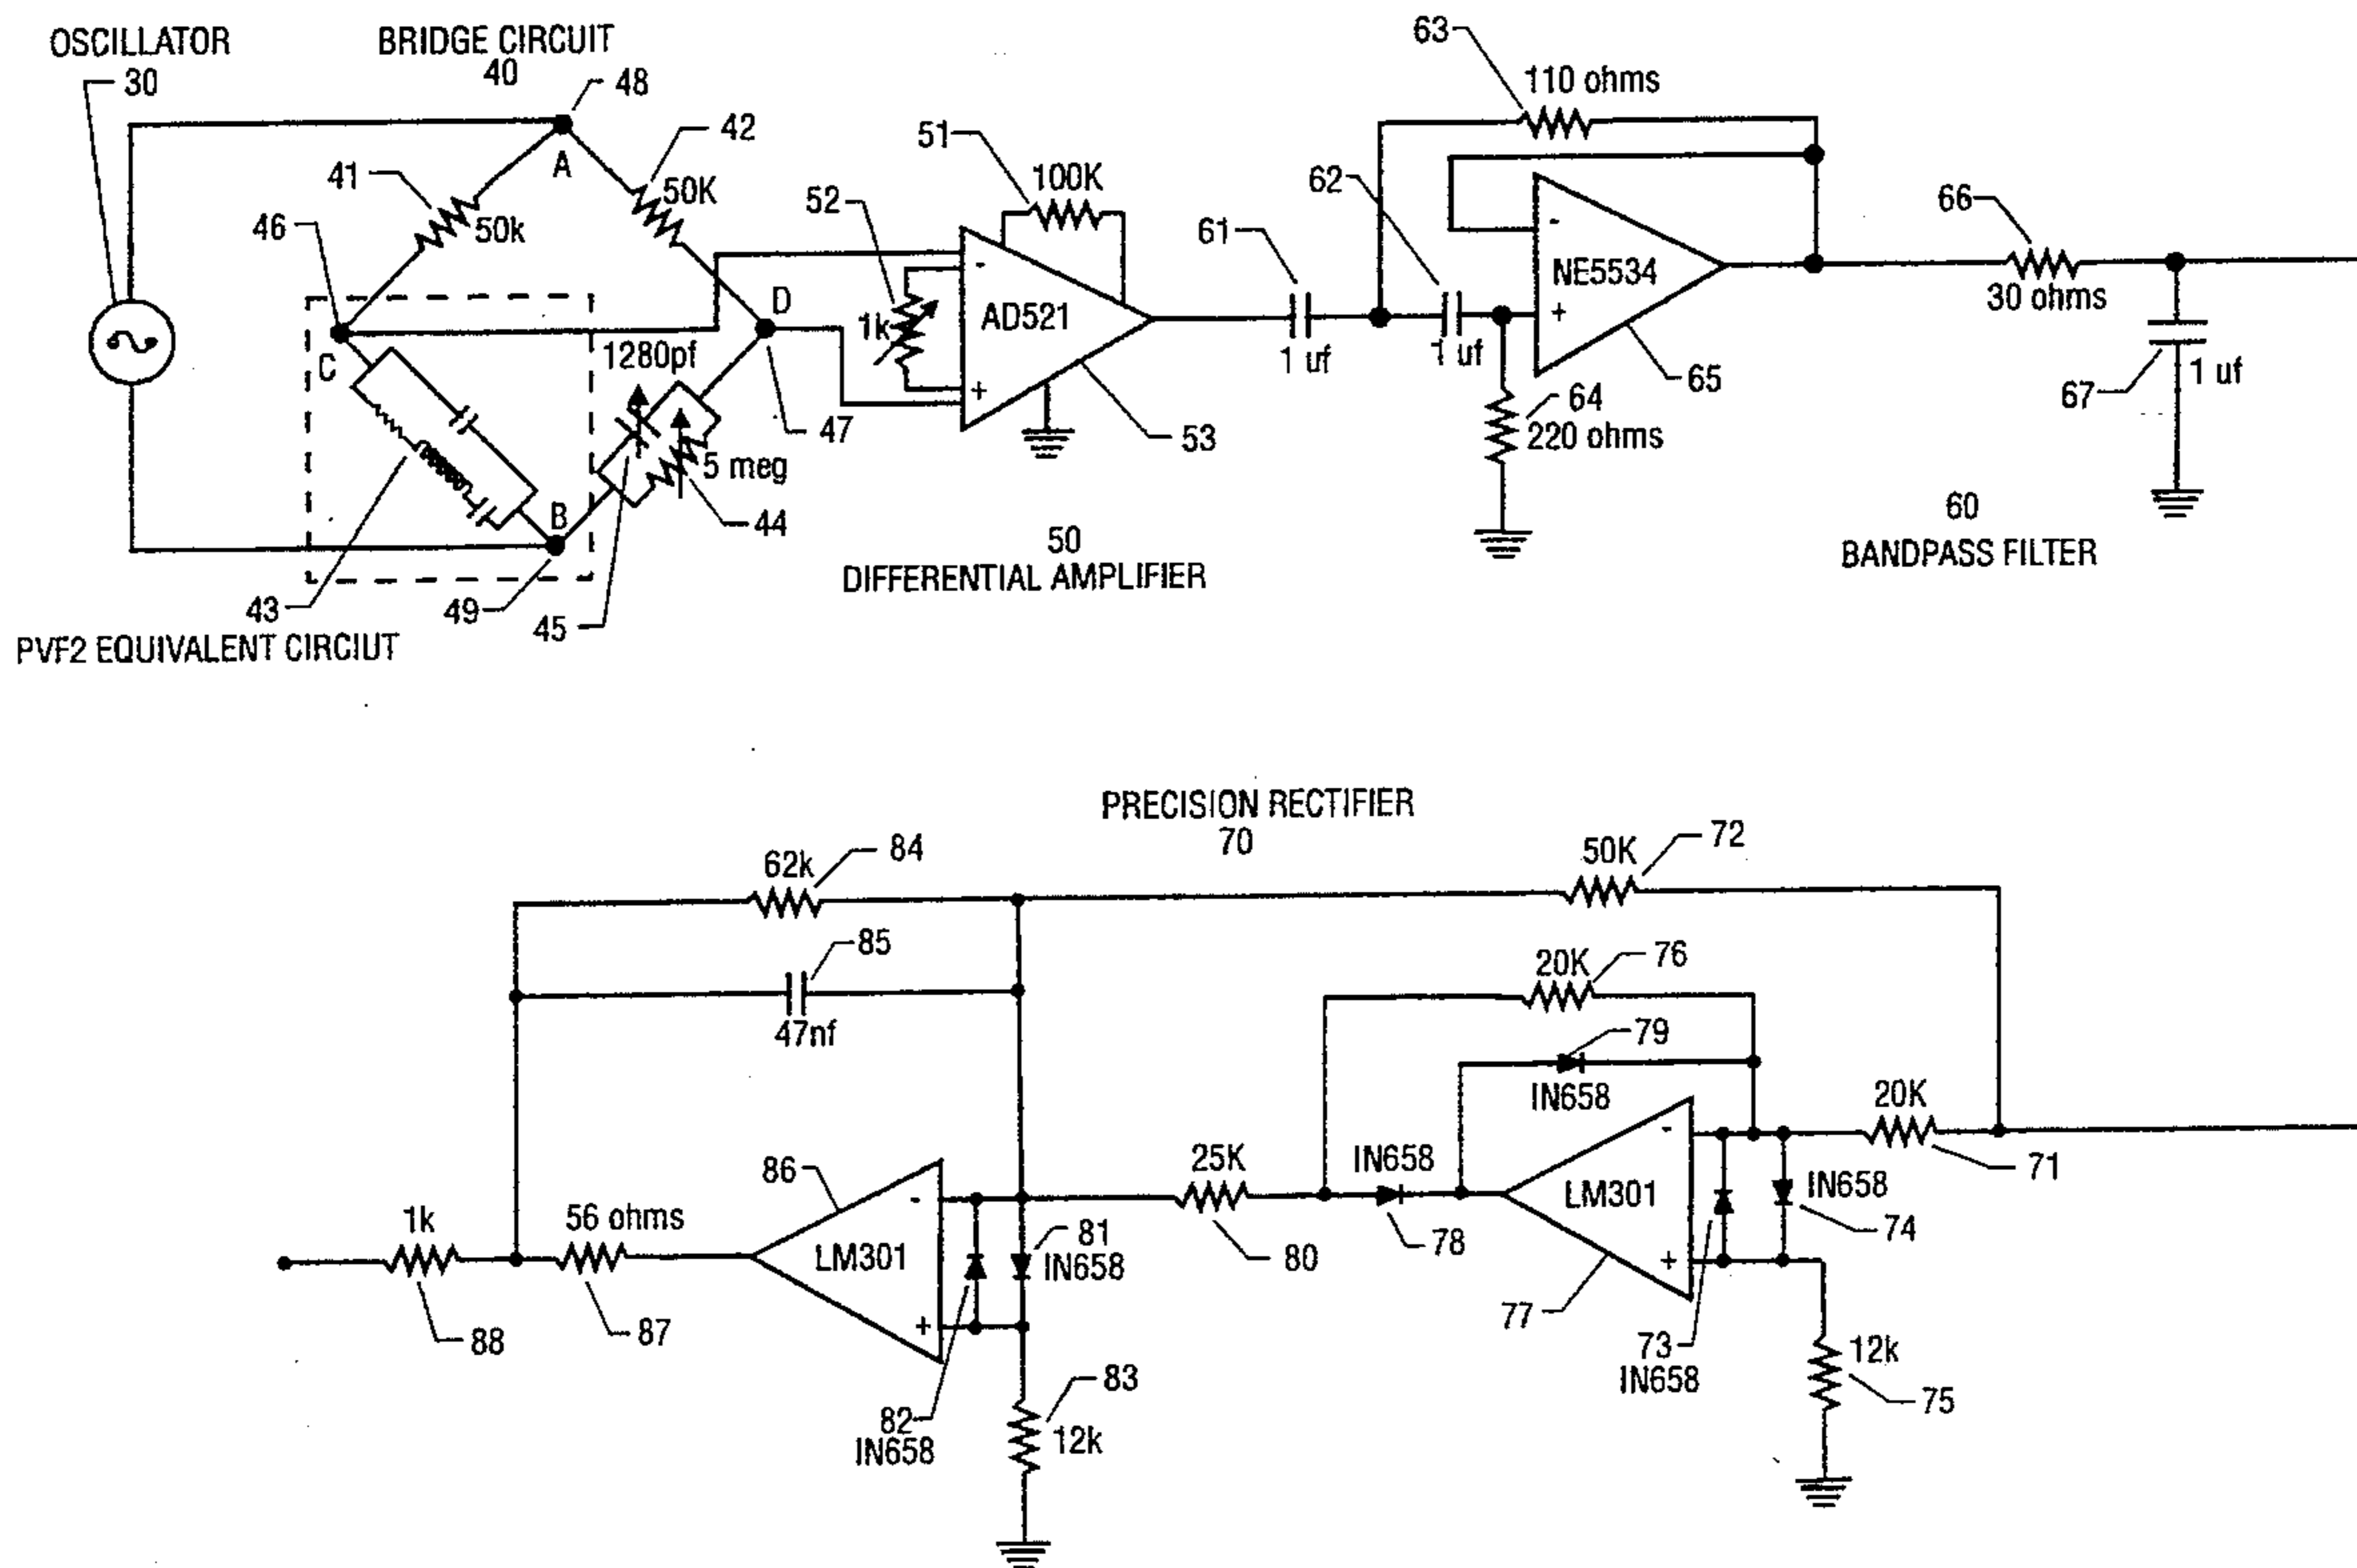 OSCILLATOR
30
BRIDGE CIRCUIT
40
48
A
42
50K
41
50k
46
C
D
47
1280pf
5 meg
44
B
43
49
45
PVF2 EQUIVALENT CIRCIUT
51
100K
52
1k
-
+
AD521
53
50
DIFFERENTIAL AMPLIFIER
61
1 uf
62
1 uf
63
110 ohms
-
+
NE5534
65
64
220 ohms
66
30 ohms
67
1 uf
60
BANDPASS FILTER
PRECISION RECTIFIER
70
62k
84
85
47nf
50K
72
20K
76
79
IN658
20K
71
-
+
LM301
77
IN658
74
73
IN658
12k
75
IN658
78
25K
80
86
-
+
LM301
81
IN658
82
IN658
83
12k
56 ohms
87
1k
88